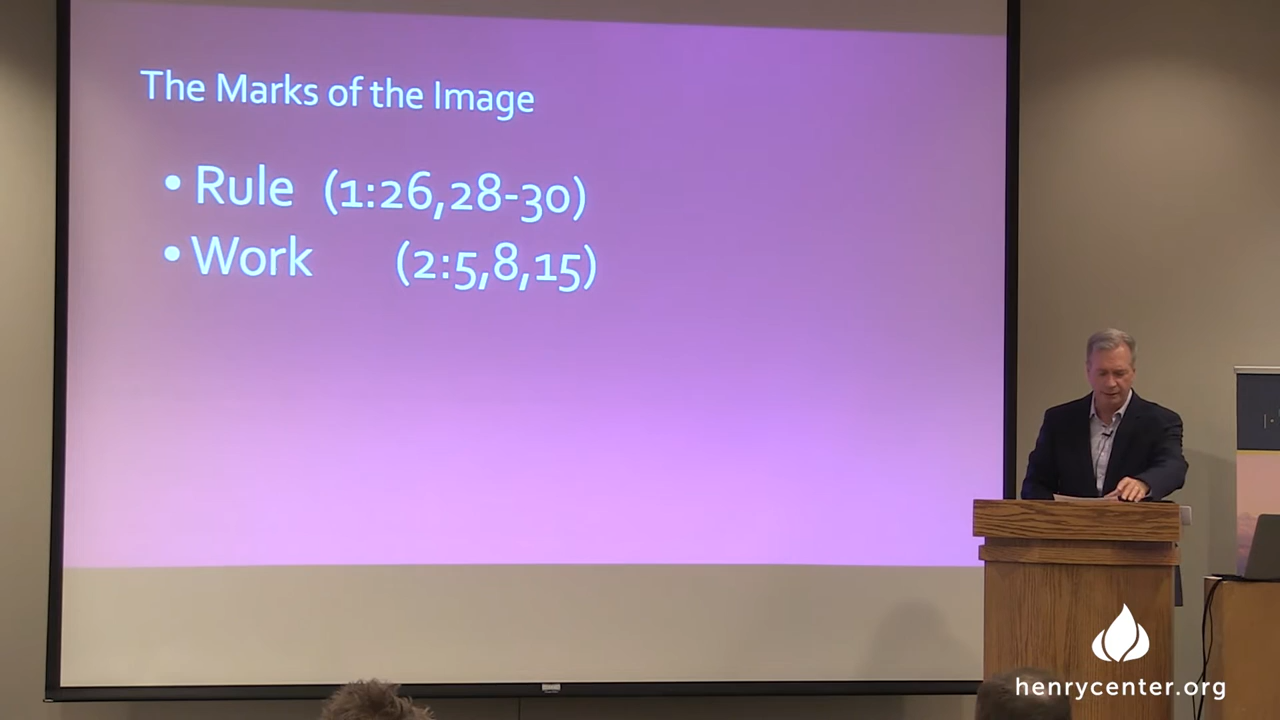 The Marks of the Image
• Rule (1:26,28-30)
• Work (2:5,8,15)
henrycenter.org